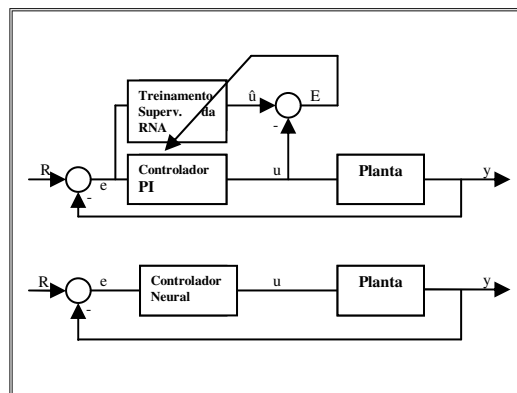 Treinamento
Superv. da
RNA
û
E
-
R
e
-
Controlador
PI
u
Planta
y
R
e
-
Controlador
Neural
u
Planta
y